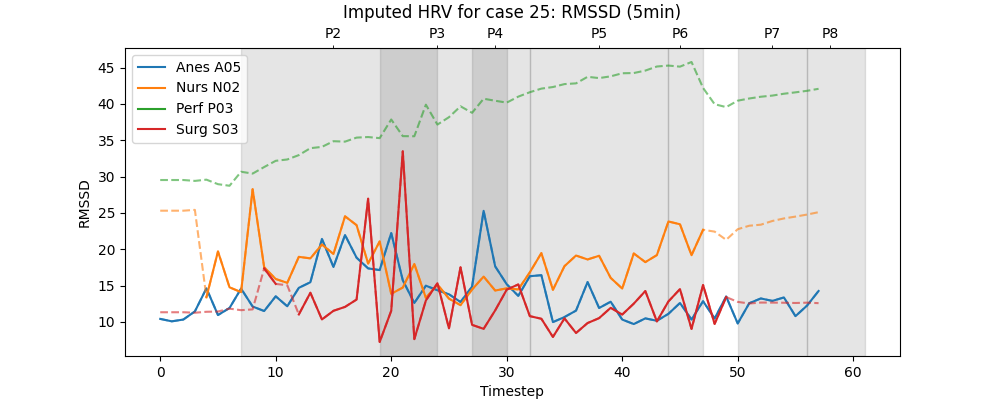 Imputed HRV for case 25: RMSSD (5min)
P2 P3 P4 P5 P6 P7 P8
Anes A05
Nurs N02
Perf P03
Surg S03
45
40
35
30
25
20
15
10
RMSSD
0 10 20 30 40 50 60
Timestep